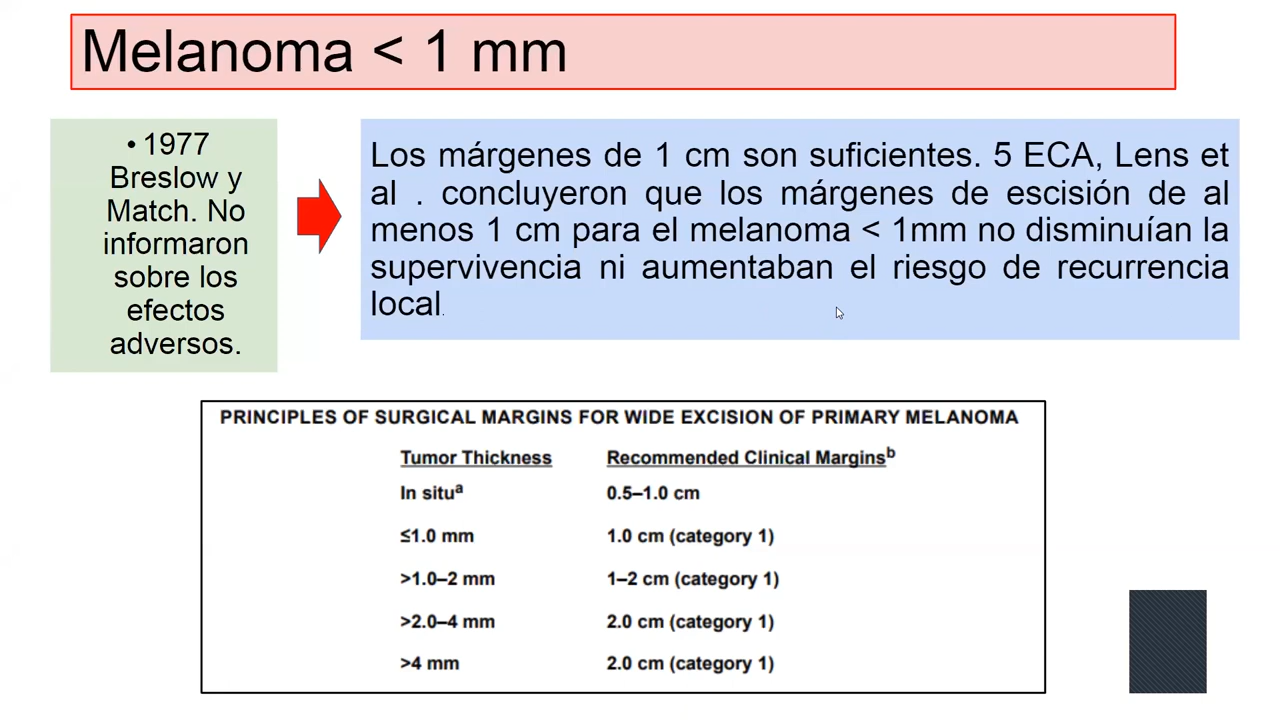 Melanoma < 1 mm
• 1977
Breslow y
Match. No
informaron
sobre los
efectos
adversos.
Los márgenes de 1 cm son suficientes. 5 ECA, Lens et
al . concluyeron que los márgenes de escisión de al
menos 1 cm para el melanoma < 1mm no disminuían la
supervivencia ni aumentaban el riesgo de recurrencia
local.
PRINCIPLES OF SURGICAL MARGINS FOR WIDE EXCISION OF PRIMARY MELANOMA
Tumor Thickness Recommended Clinical Marginsᵇ
In situᵃ 0.5–1.0 cm
≤1.0 mm 1.0 cm (category 1)
>1.0–2 mm 1–2 cm (category 1)
>2.0–4 mm 2.0 cm (category 1)
>4 mm 2.0 cm (category 1)